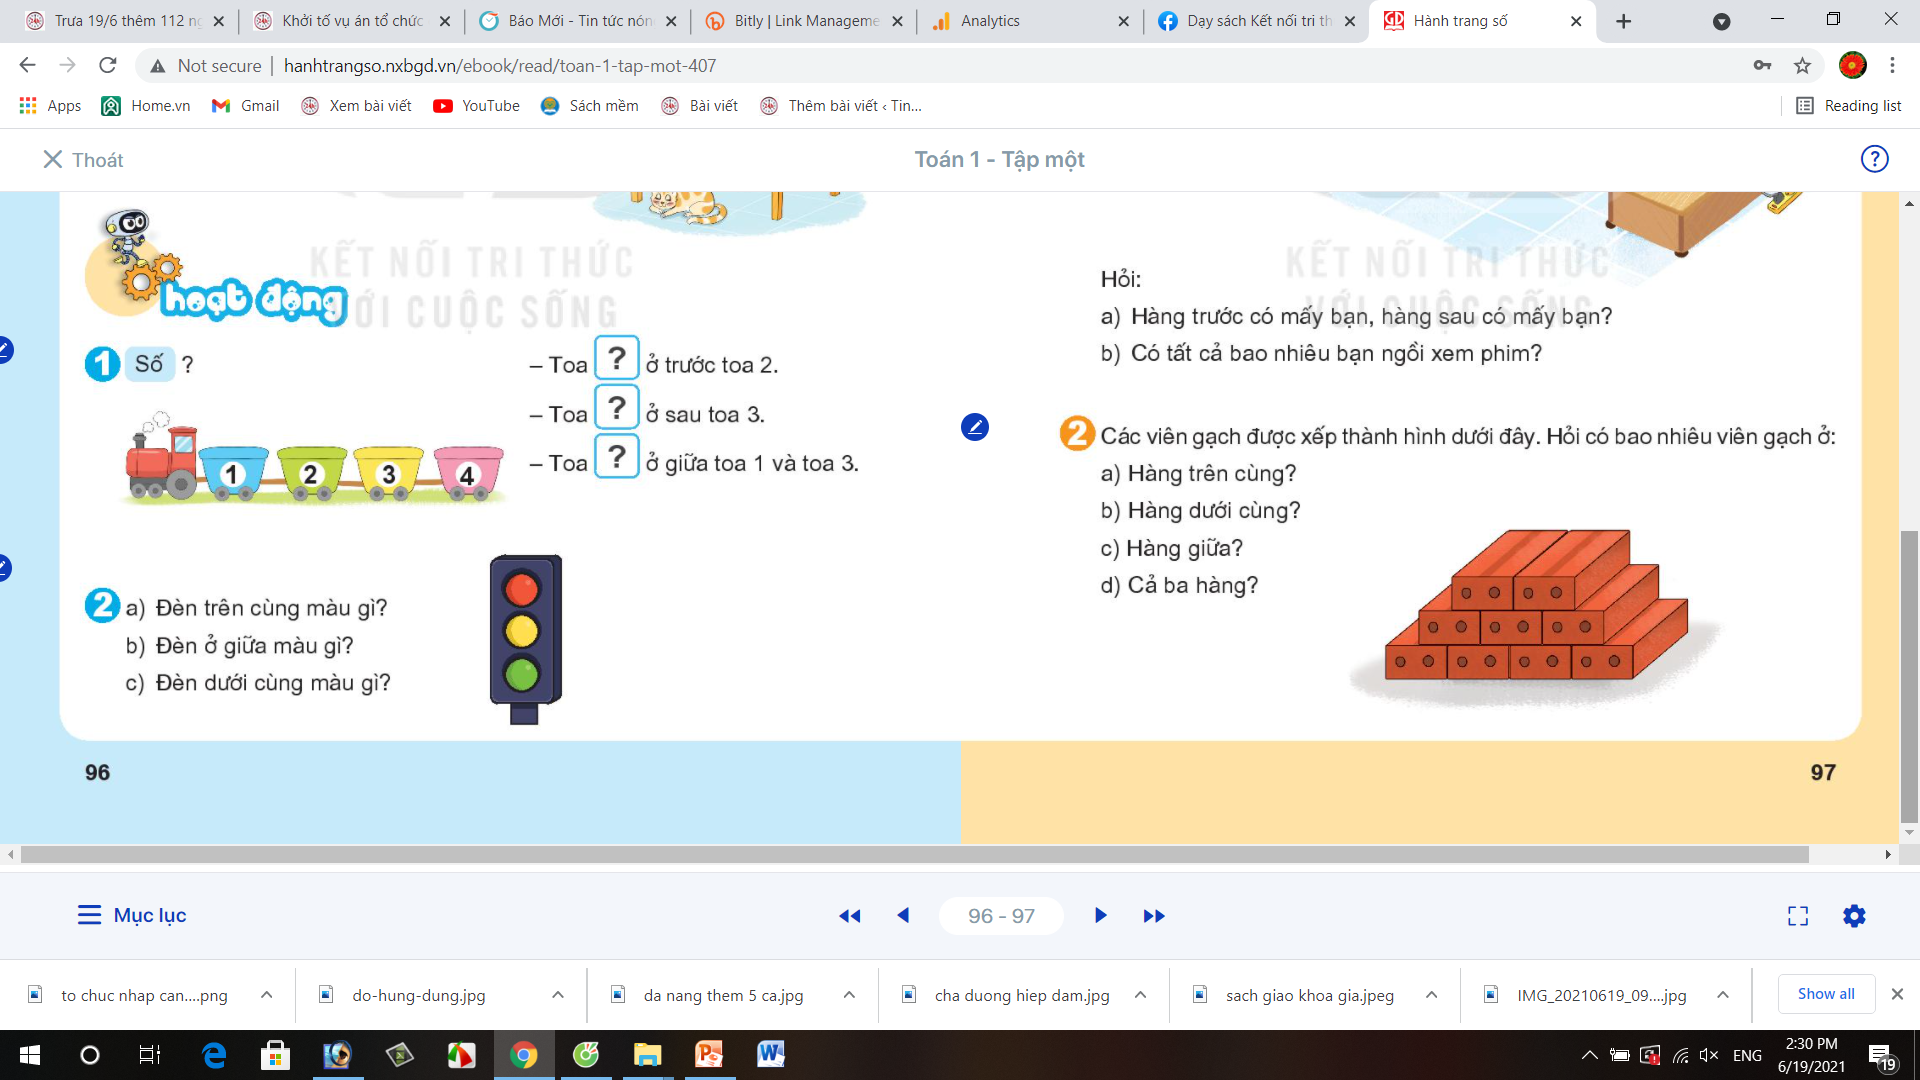 Trưa 19/6 thêm 112 ng
Khởi tố vụ án tổ chức
Báo Mới - Tin tức nón
Bitly | Link Manageme
Analytics
Dạy sách Kết nối tri th
Hành trang số
Not secure | hanhtrangso.nxbgd.vn/ebook/read/toan-1-tap-mot-407
Apps Home.vn Gmail Xem bài viết YouTube Sách mềm Bài viết Thêm bài viết ‹ Tin... Reading list
Thoát
Toán 1 - Tập một
?
KẾT NỐI TRI THỨC
VỚI CUỘC SỐNG
hoạt động
1 Số ?
– Toa ? ở trước toa 2.
– Toa ? ở sau toa 3.
– Toa ? ở giữa toa 1 và toa 3.
1 2 3 4
2 a) Đèn trên cùng màu gì?
b) Đèn ở giữa màu gì?
c) Đèn dưới cùng màu gì?
96
KẾT NỐI TRI THỨC
VỚI CUỘC SỐNG
Hỏi:
a) Hàng trước có mấy bạn, hàng sau có mấy bạn?
b) Có tất cả bao nhiêu bạn ngồi xem phim?
2 Các viên gạch được xếp thành hình dưới đây. Hỏi có bao nhiêu viên gạch ở:
a) Hàng trên cùng?
b) Hàng dưới cùng?
c) Hàng giữa?
d) Cả ba hàng?
97
Mục lục
96 - 97
to chuc nhap can....png
do-hung-dung.jpg
da nang them 5 ca.jpg
cha duong hiep dam.jpg
sach giao khoa gia.jpeg
IMG_20210619_09....jpg
Show all
ENG
2:30 PM
6/19/2021
19